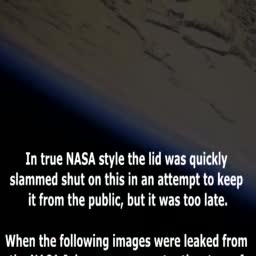 In true NASA style the lid was quickly
slammed shut on this in an attempt to keep
it from the public, but it was too late.
When the following images were leaked from